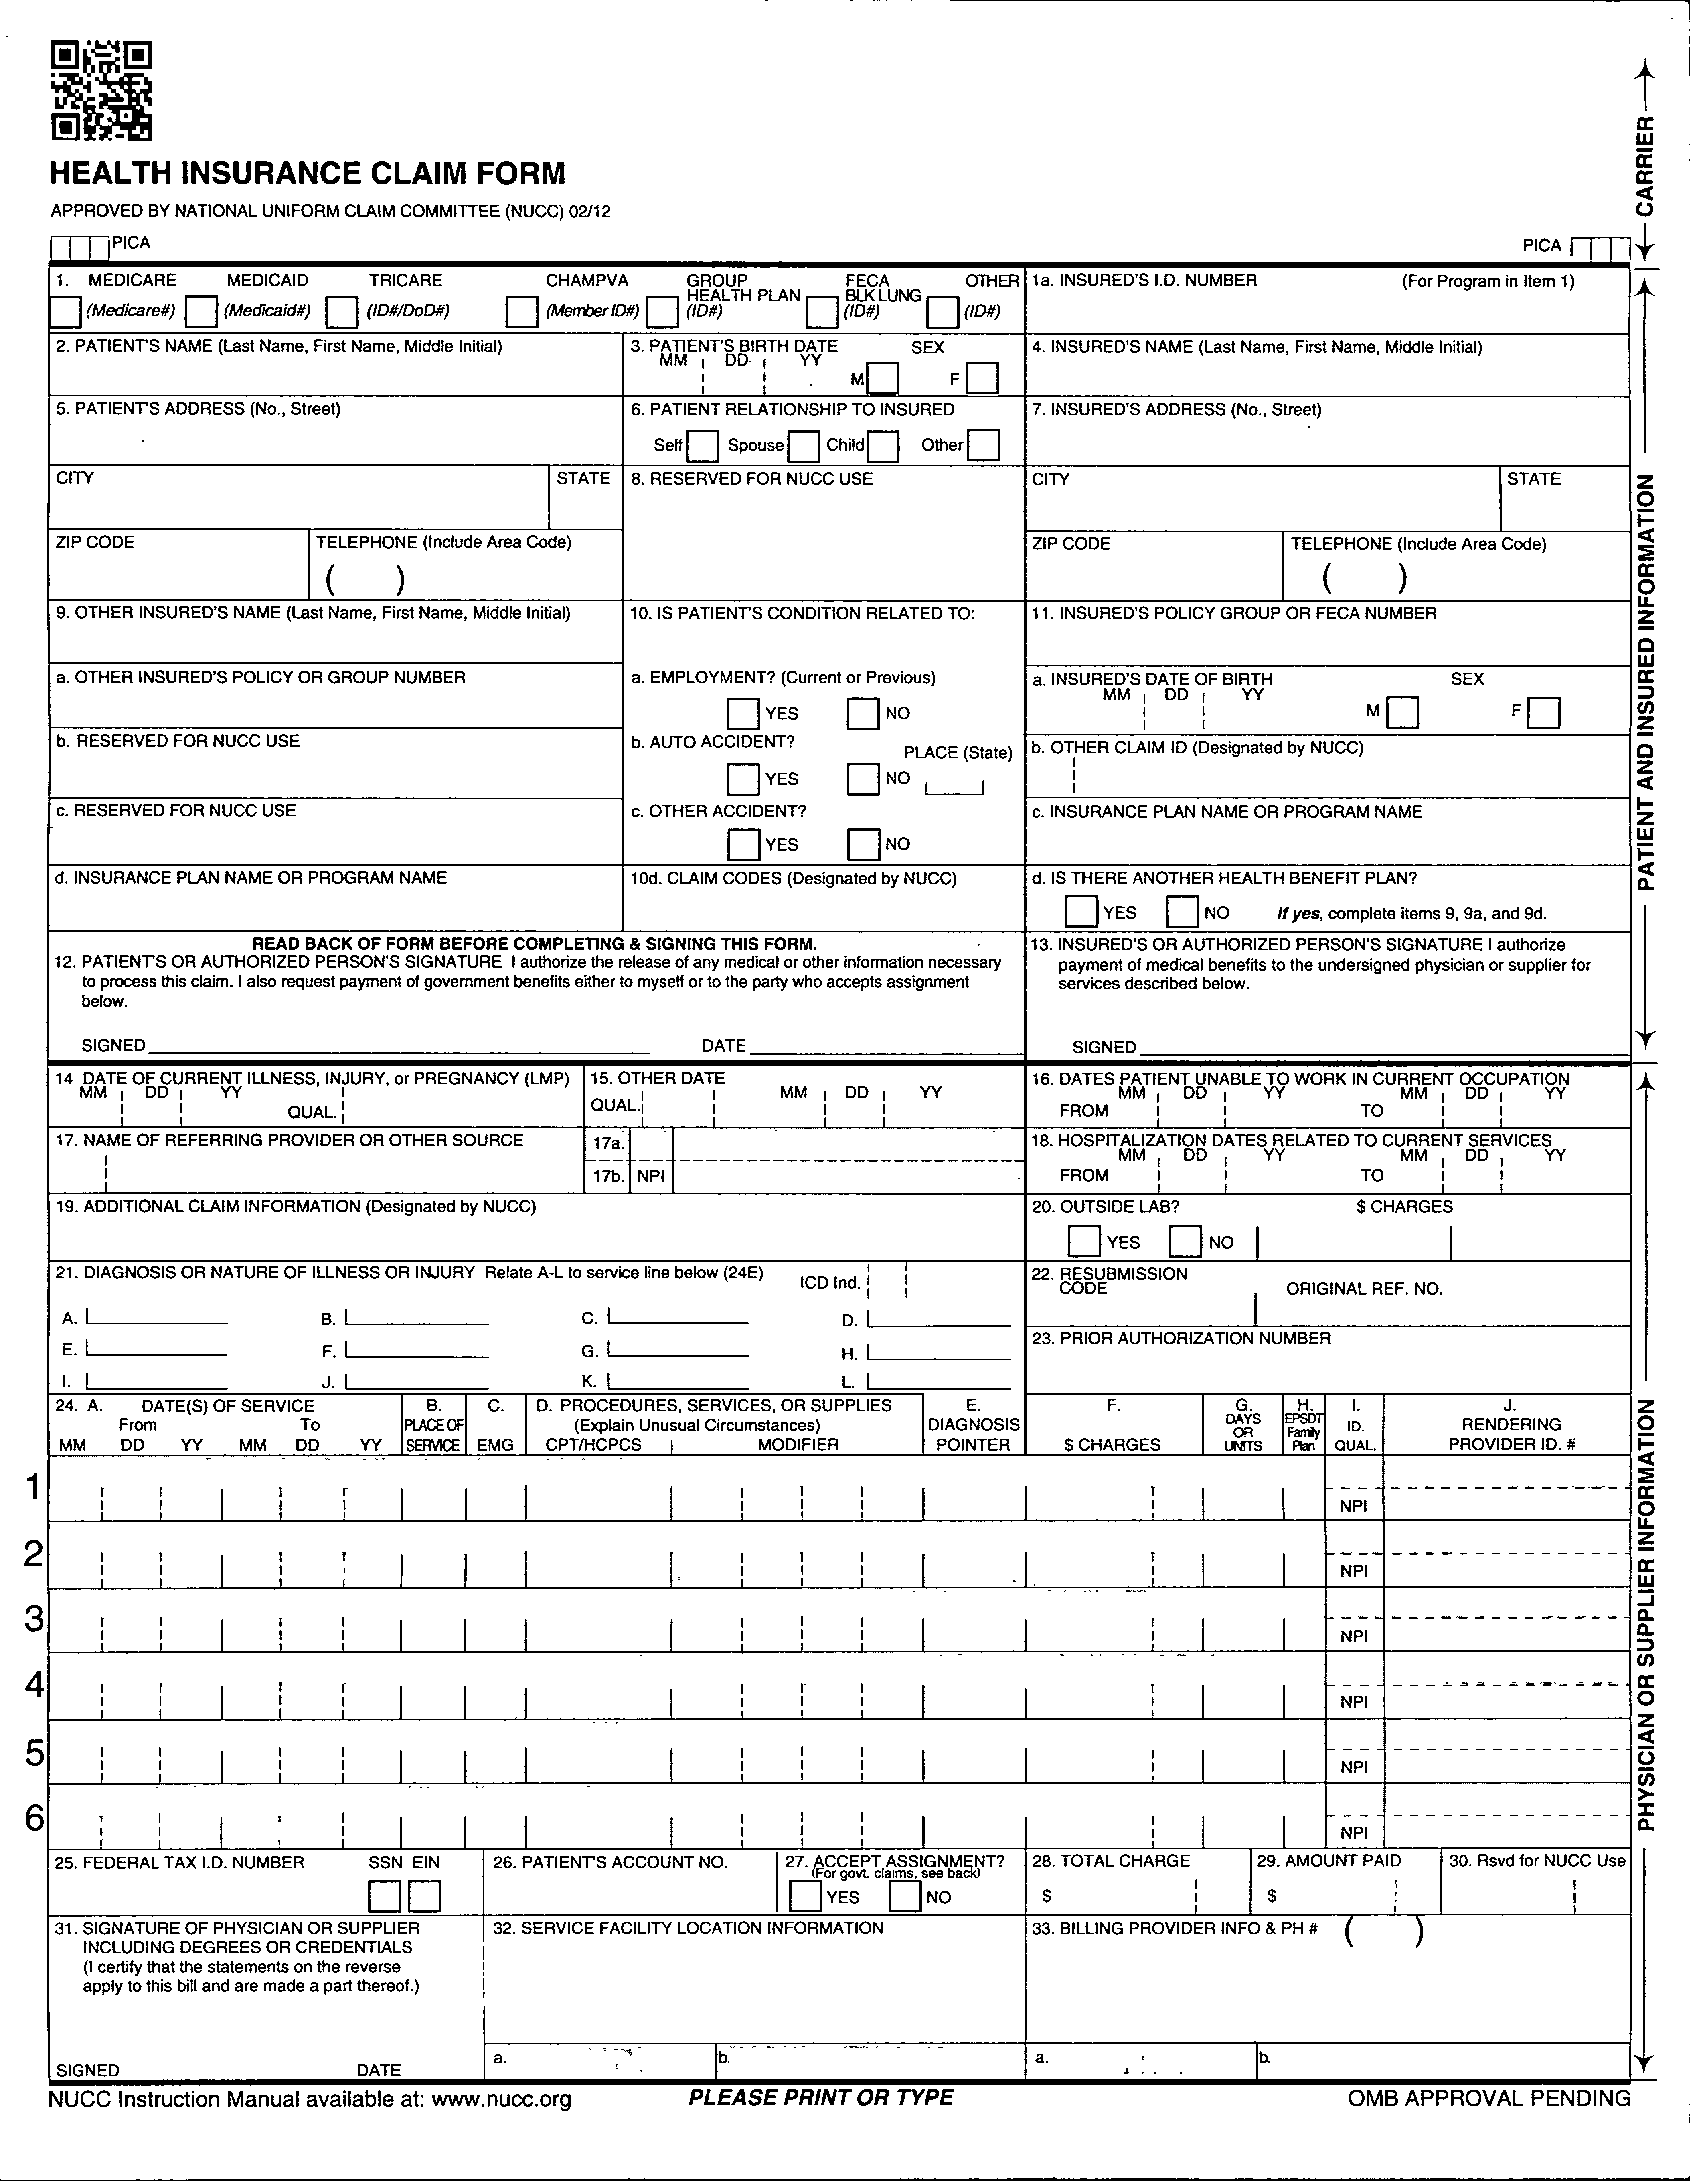 HEALTH INSURANCE CLAIM FORM
APPROVED BY NATIONAL UNIFORM CLAIM COMMITTEE (NUCC) 02/12
PICA
PICA
CARRIER
1. MEDICARE MEDICAID TRICARE CHAMPVA GROUP HEALTH PLAN FECA BLK LUNG OTHER
(Medicare#) (Medicaid#) (ID#/DoD#) (Member ID#) (ID#) (ID#) (ID#)
1a. INSURED'S I.D. NUMBER (For Program in Item 1)
2. PATIENT'S NAME (Last Name, First Name, Middle Initial)
3. PATIENT'S BIRTH DATE SEX
MM DD YY M F
4. INSURED'S NAME (Last Name, First Name, Middle Initial)
5. PATIENT'S ADDRESS (No., Street)
6. PATIENT RELATIONSHIP TO INSURED
Self Spouse Child Other
7. INSURED'S ADDRESS (No., Street)
CITY STATE
8. RESERVED FOR NUCC USE
CITY STATE
ZIP CODE TELEPHONE (Include Area Code)
( )
ZIP CODE TELEPHONE (Include Area Code)
( )
9. OTHER INSURED'S NAME (Last Name, First Name, Middle Initial)
10. IS PATIENT'S CONDITION RELATED TO:
11. INSURED'S POLICY GROUP OR FECA NUMBER
a. OTHER INSURED'S POLICY OR GROUP NUMBER
a. EMPLOYMENT? (Current or Previous)
YES NO
a. INSURED'S DATE OF BIRTH SEX
MM DD YY M F
b. RESERVED FOR NUCC USE
b. AUTO ACCIDENT? PLACE (State)
YES NO
b. OTHER CLAIM ID (Designated by NUCC)
c. RESERVED FOR NUCC USE
c. OTHER ACCIDENT?
YES NO
c. INSURANCE PLAN NAME OR PROGRAM NAME
d. INSURANCE PLAN NAME OR PROGRAM NAME
10d. CLAIM CODES (Designated by NUCC)
d. IS THERE ANOTHER HEALTH BENEFIT PLAN?
YES NO If yes, complete items 9, 9a, and 9d.
READ BACK OF FORM BEFORE COMPLETING & SIGNING THIS FORM.
12. PATIENT'S OR AUTHORIZED PERSON'S SIGNATURE I authorize the release of any medical or other information necessary
to process this claim. I also request payment of government benefits either to myself or to the party who accepts assignment
below.
SIGNED DATE
13. INSURED'S OR AUTHORIZED PERSON'S SIGNATURE I authorize
payment of medical benefits to the undersigned physician or supplier for
services described below.
SIGNED
PATIENT AND INSURED INFORMATION
14 DATE OF CURRENT ILLNESS, INJURY, or PREGNANCY (LMP)
MM DD YY QUAL.
15. OTHER DATE
QUAL. MM DD YY
16. DATES PATIENT UNABLE TO WORK IN CURRENT OCCUPATION
MM DD YY MM DD YY
FROM TO
17. NAME OF REFERRING PROVIDER OR OTHER SOURCE
17a.
17b. NPI
18. HOSPITALIZATION DATES RELATED TO CURRENT SERVICES
MM DD YY MM DD YY
FROM TO
19. ADDITIONAL CLAIM INFORMATION (Designated by NUCC)
20. OUTSIDE LAB? $ CHARGES
YES NO
21. DIAGNOSIS OR NATURE OF ILLNESS OR INJURY Relate A-L to service line below (24E) ICD Ind.
A. B. C. D.
E. F. G. H.
I. J. K. L.
22. RESUBMISSION
CODE ORIGINAL REF. NO.
23. PRIOR AUTHORIZATION NUMBER
24. A. DATE(S) OF SERVICE B. C. D. PROCEDURES, SERVICES, OR SUPPLIES E. F. G. H. I. J.
From To PLACE OF (Explain Unusual Circumstances) DIAGNOSIS DAYS OR EPSDT Family ID. RENDERING
MM DD YY MM DD YY SERVICE EMG CPT/HCPCS MODIFIER POINTER $ CHARGES UNITS Plan QUAL. PROVIDER ID. #
1 NPI
2 NPI
3 NPI
4 NPI
5 NPI
6 NPI
PHYSICIAN OR SUPPLIER INFORMATION
25. FEDERAL TAX I.D. NUMBER SSN EIN
26. PATIENT'S ACCOUNT NO.
27. ACCEPT ASSIGNMENT?
(For govt. claims, see back)
YES NO
28. TOTAL CHARGE
$
29. AMOUNT PAID
$
30. Rsvd for NUCC Use
31. SIGNATURE OF PHYSICIAN OR SUPPLIER
INCLUDING DEGREES OR CREDENTIALS
(I certify that the statements on the reverse
apply to this bill and are made a part thereof.)
SIGNED DATE
32. SERVICE FACILITY LOCATION INFORMATION
a. b.
33. BILLING PROVIDER INFO & PH # ( )
a. b.
NUCC Instruction Manual available at: www.nucc.org
PLEASE PRINT OR TYPE
OMB APPROVAL PENDING